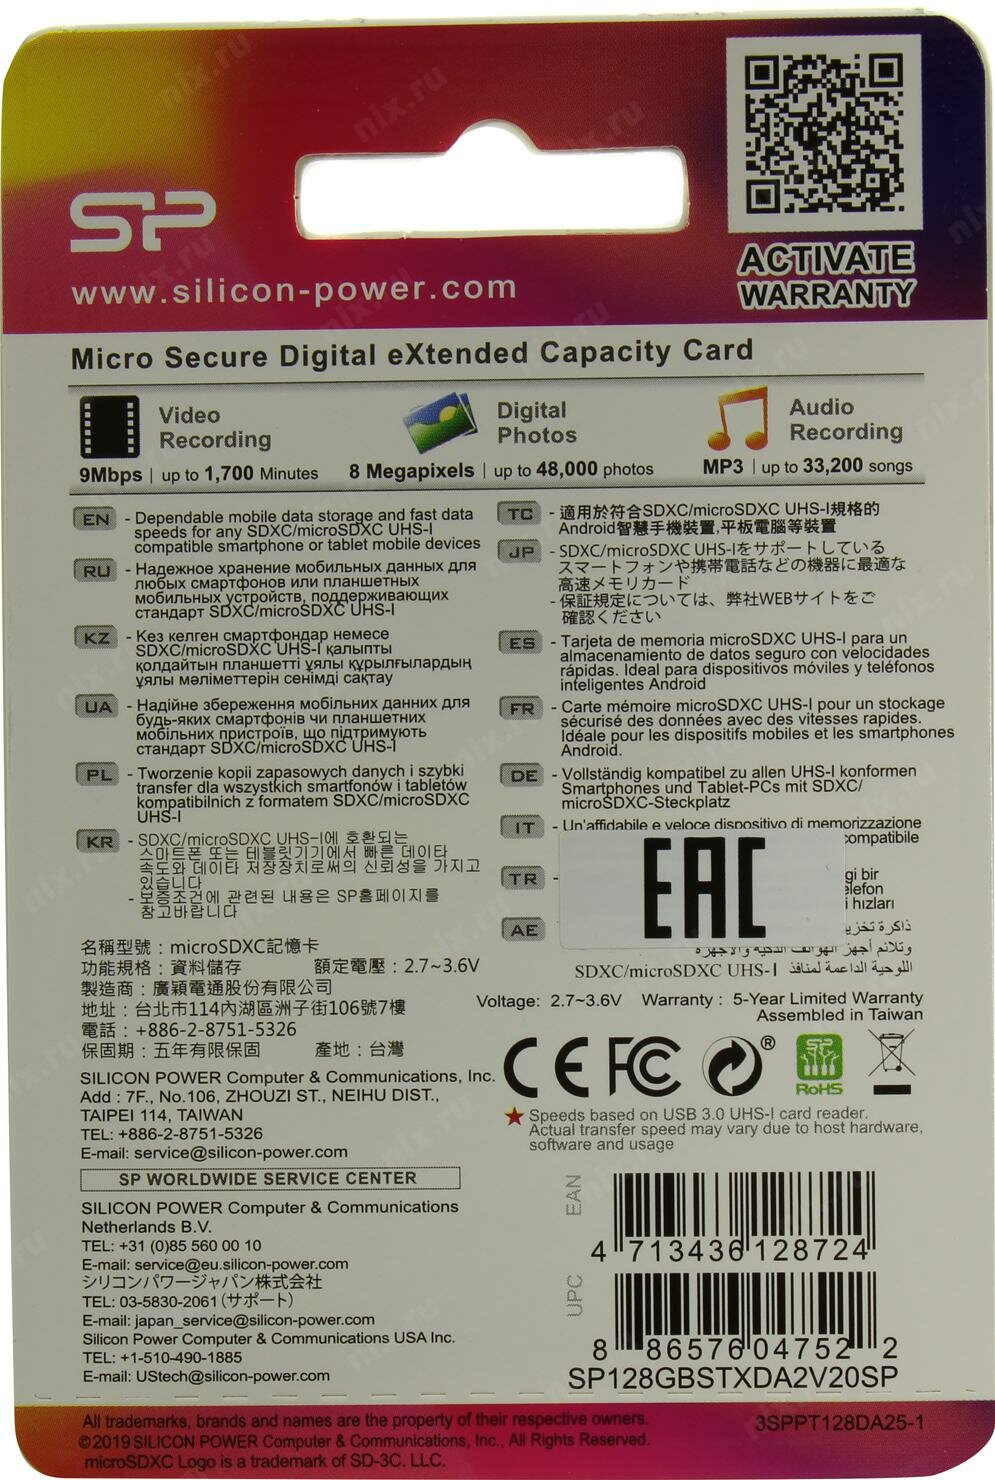 SP
www.silicon-power.com
ACTIVATE
WARRANTY
Micro Secure Digital eXtended Capacity Card
Video
Recording
9Mbps | up to 1,700 Minutes
Digital
Photos
8 Megapixels | up to 48,000 photos
Audio
Recording
MP3 | up to 33,200 songs
EN - Dependable mobile data storage and fast data
speeds for any SDXC/microSDXC UHS-I
compatible smartphone or tablet mobile devices
RU - Надежное хранение мобильных данных для
любых смартфонов или планшетных
мобильных устройств, поддерживающих
стандарт SDXC/microSDXC UHS-I
KZ - Кез келген смартфондар немесе
SDXC/microSDXC UHS-I қалыпты
қолдайтын планшетті ұялы құрылғылардың
ұялы мәліметтерін сенімді сақтау
UA - Надійне збереження мобільних данних для
будь-яких смартфонів чи планшетних
мобільних пристроїв, що підтримують
стандарт SDXC/microSDXC UHS-I
PL - Tworzenie kopii zapasowych danych i szybki
transfer dla wszystkich smartfonów i tabletów
kompatibilnich z formatem SDXC/microSDXC
UHS-I
KR - SDXC/microSDXC UHS-I에 호환되는
스마트폰 또는 테블릿기기에서 빠른 데이타
속도와 데이타 저장장치로써의 신뢰성을 가지고
있습니다
- 보증조건에 관련된 내용은 SP홈페이지를
참고바랍니다
TC - 適用於符合SDXC/microSDXC UHS-I規格的
Android智慧手機裝置,平板電腦等裝置
JP - SDXC/microSDXC UHS-Iをサポートしている
スマートフォンや携帯電話などの機器に最適な
高速メモリカード
- 保証規定については、弊社WEBサイトをご
確認ください
ES - Tarjeta de memoria microSDXC UHS-I para un
almacenamiento de datos seguro con velocidades
rápidas. Ideal para dispositivos móviles y teléfonos
inteligentes Android
FR - Carte mémoire microSDXC UHS-I pour un stockage
sécurisé des données avec des vitesses rapides.
Idéale pour les dispositifs mobiles et les smartphones
Android.
DE - Vollständig kompatibel zu allen UHS-I konformen
Smartphones und Tablet-PCs mit SDXC/
microSDXC-Steckplatz
IT - Un'affidabile e veloce dispositivo di memorizzazione
compatibile
TR - gi bir
elefon
i hızları
EAC
AE ذاكرة تخزين
وتلائم أجهز الهواتف الذكية والأجهزة
اللوحية الداعمة لمنافذ SDXC/microSDXC UHS-I
名稱型號：microSDXC記憶卡
功能規格：資料儲存 額定電壓：2.7~3.6V
製造商：廣穎電通股份有限公司
地址：台北市114內湖區洲子街106號7樓
電話：+886-2-8751-5326
保固期：五年有限保固 產地：台灣
Voltage: 2.7~3.6V Warranty : 5-Year Limited Warranty
Assembled in Taiwan
CE FC ® SP RoHS
SILICON POWER Computer & Communications, Inc.
Add : 7F., No.106, ZHOUZI ST., NEIHU DIST.,
TAIPEI 114, TAIWAN
TEL: +886-2-8751-5326
E-mail: service@silicon-power.com
★ Speeds based on USB 3.0 UHS-I card reader.
Actual transfer speed may vary due to host hardware,
software and usage
SP WORLDWIDE SERVICE CENTER
SILICON POWER Computer & Communications
Netherlands B.V.
TEL: +31 (0)85 560 00 10
E-mail: service@eu.silicon-power.com
シリコンパワージャパン株式会社
TEL: 03-5830-2061(サポート)
E-mail: japan_service@silicon-power.com
Silicon Power Computer & Communications USA Inc.
TEL: +1-510-490-1885
E-mail: UStech@silicon-power.com
EAN
4 713436 128724
UPC
8 86576 04752 2
SP128GBSTXDA2V20SP
All trademarks, brands and names are the property of their respective owners.
©2019 SILICON POWER Computer & Communications, Inc., All Rights Reserved.
microSDXC Logo is a trademark of SD-3C. LLC.
3SPPT128DA25-1
nix.ru